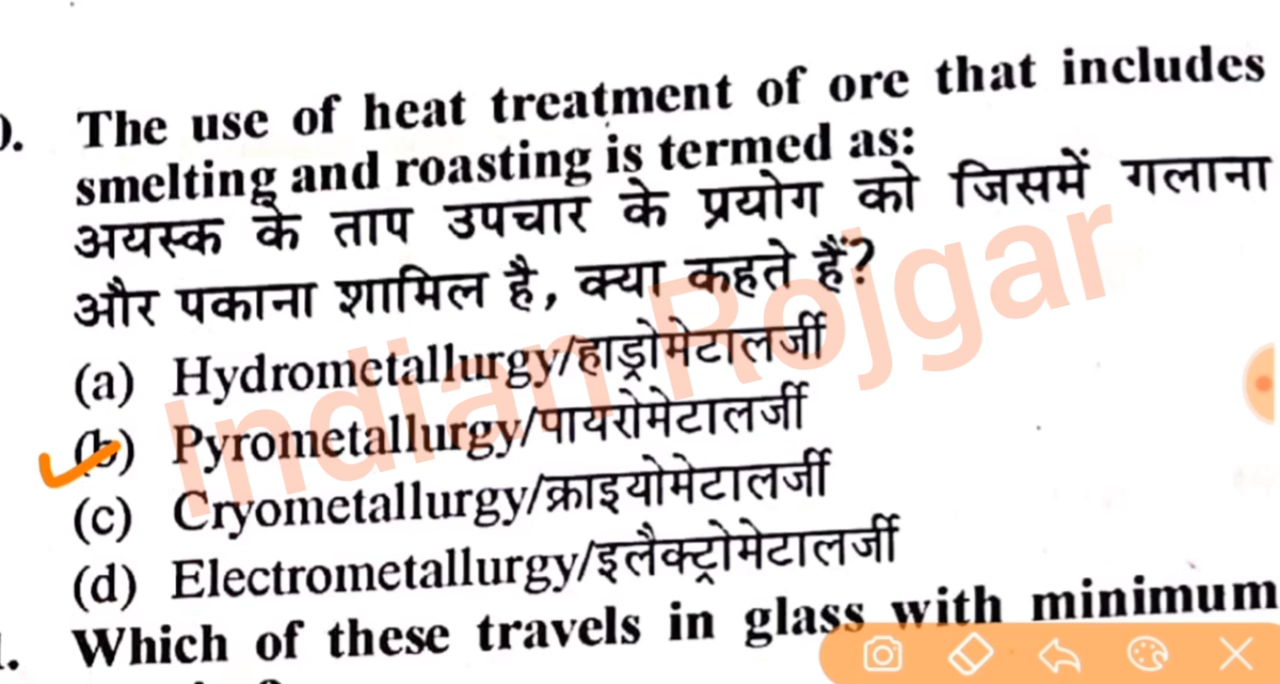 ).
The use of heat treatment of ore that includes
smelting and roasting is termed as:
अयस्क के ताप उपचार के प्रयोग को जिसमें गलाना
और पकाना शामिल है, क्या कहते हैं?
(a) Hydrometallurgy/हाड्रोमेटालर्जी
(b) Pyrometallurgy/पायरोमेटालर्जी
(c) Cryometallurgy/क्राइयोमेटालर्जी
(d) Electrometallurgy/इलैक्ट्रोमेटालर्जी
Which of these travels in glass with minimum
Indian Rojgar